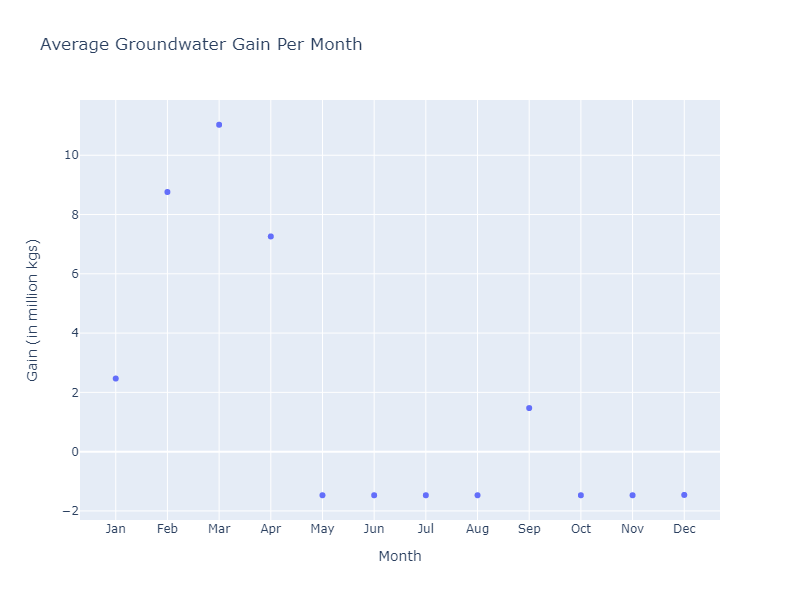 Average Groundwater Gain Per Month
Gain (in million kgs)
10
8
6
4
2
0
−2
Jan Feb Mar Apr May Jun Jul Aug Sep Oct Nov Dec
Month